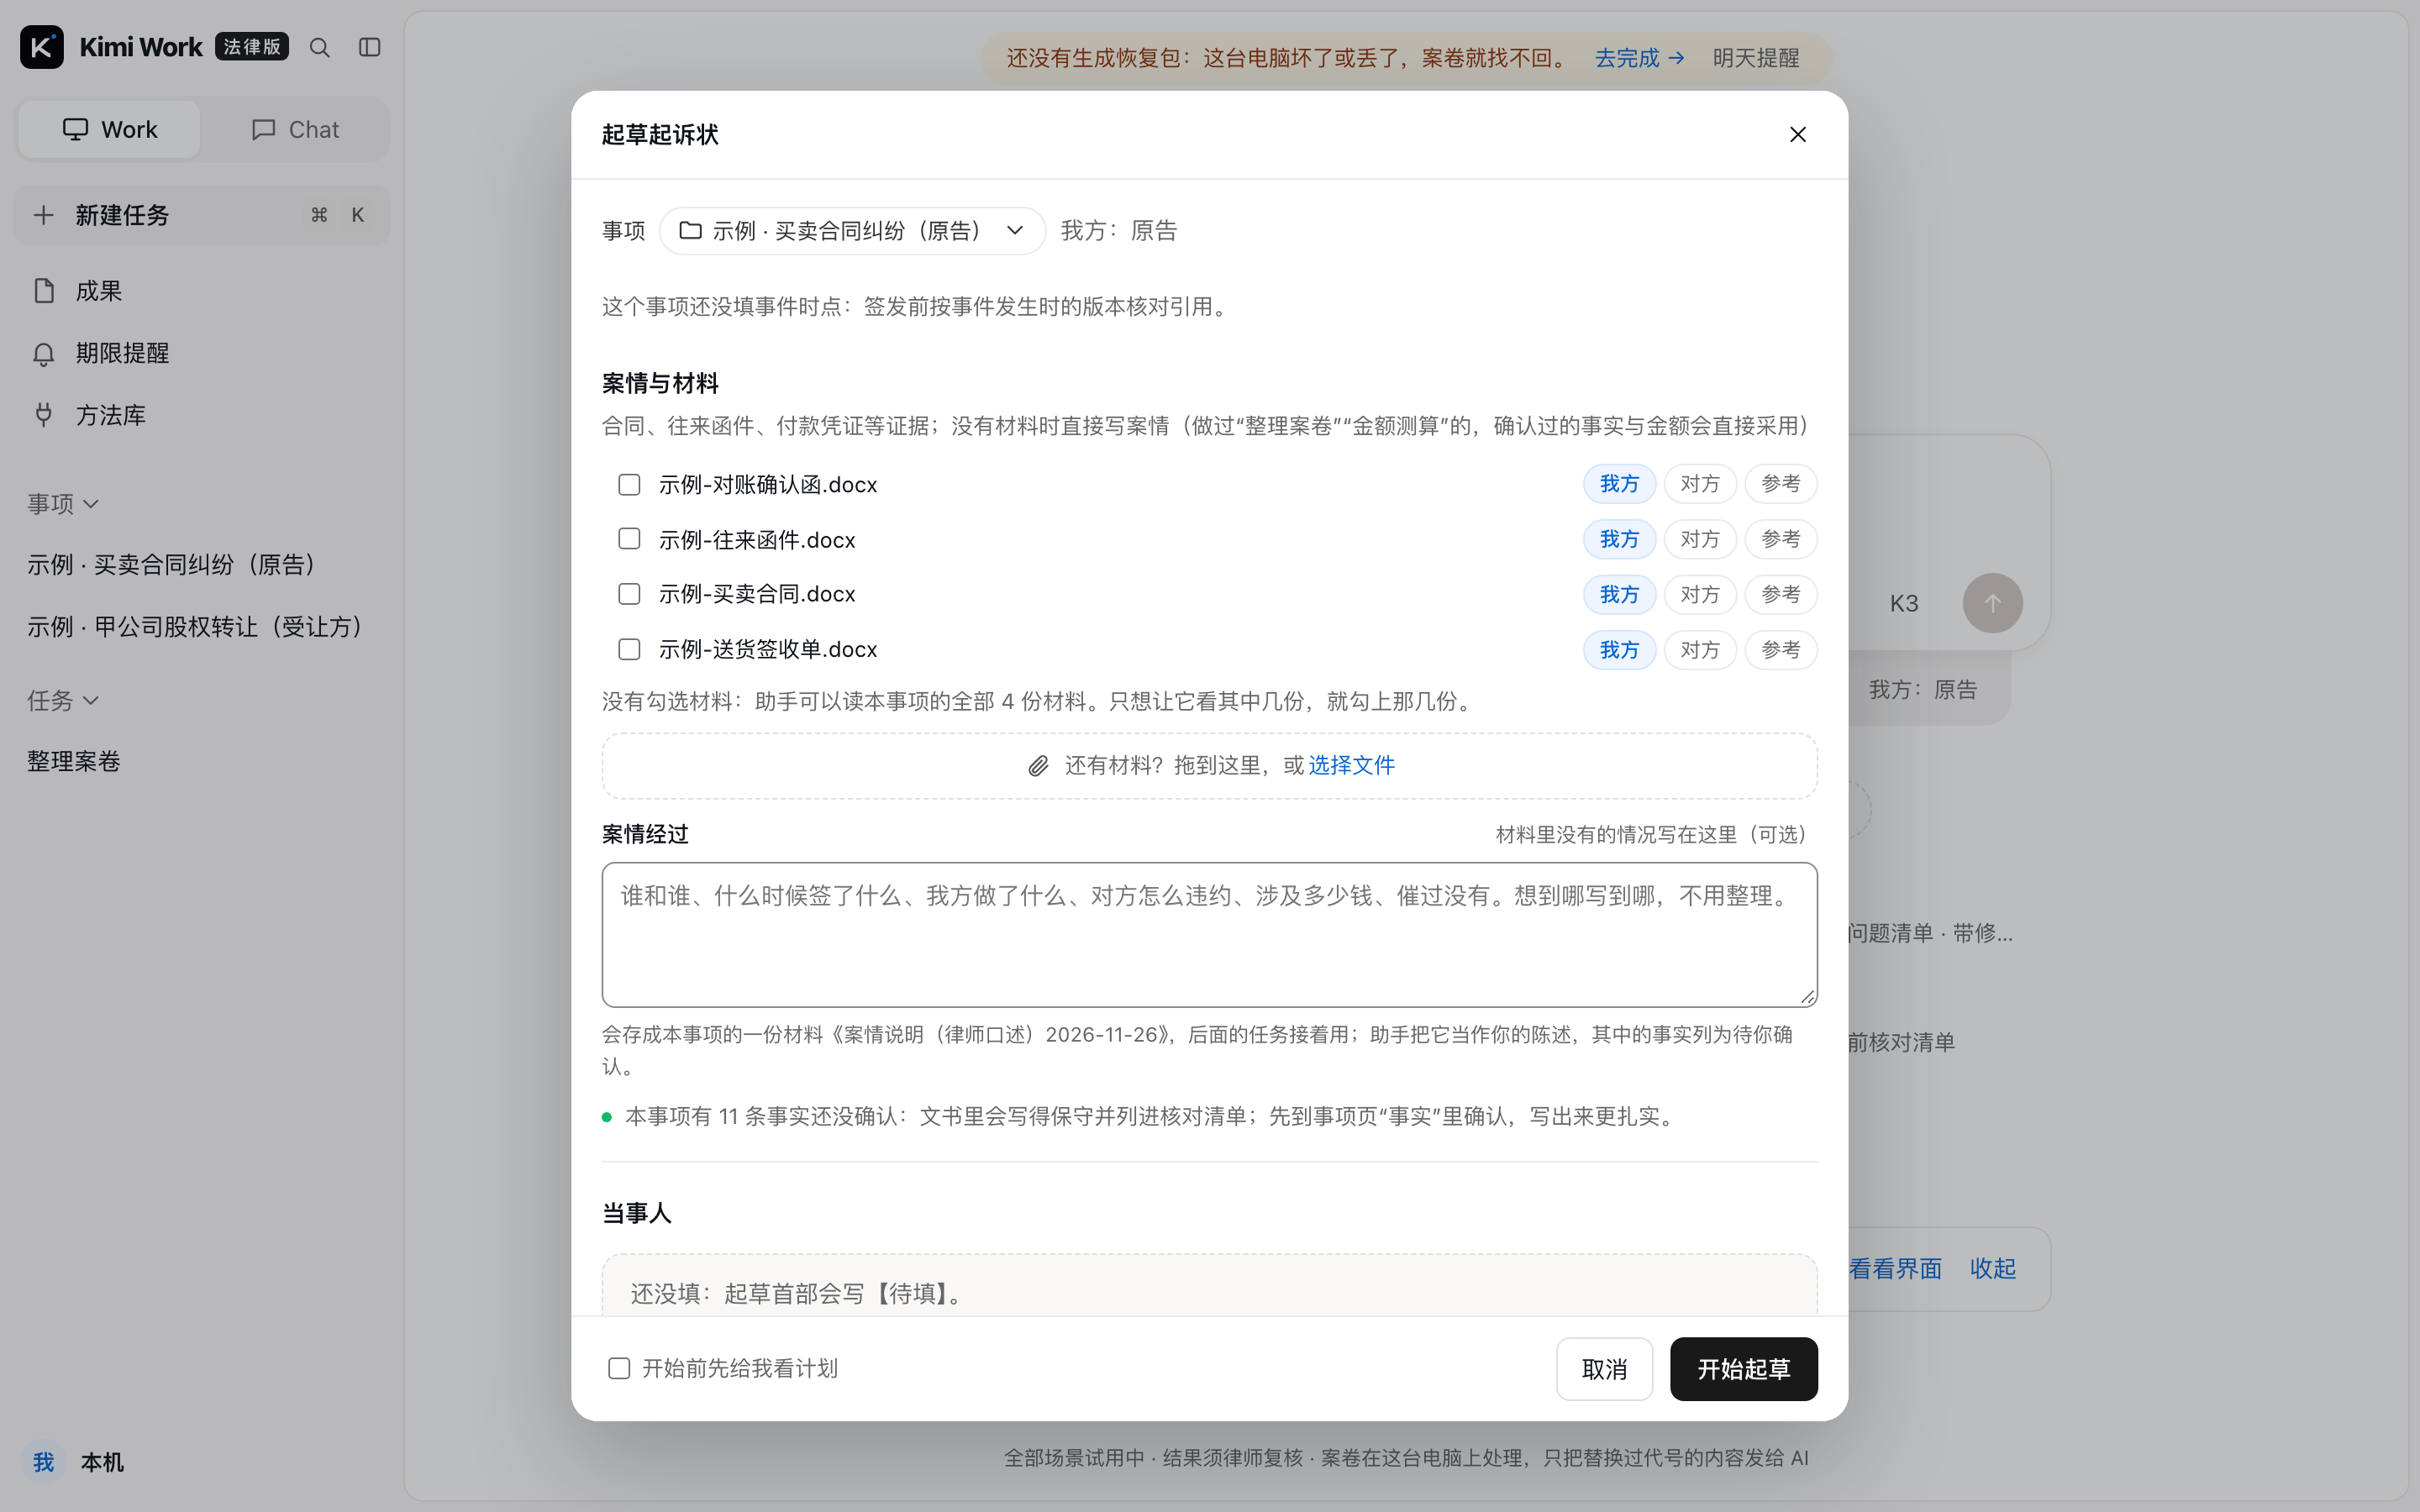 Kimi Work 法律版
Work
Chat
新建任务 ⌘ K
成果
期限提醒
方法库
事项
示例 · 买卖合同纠纷（原告）
示例 · 甲公司股权转让（受让方）
任务
整理案卷
我 本机
还没有生成恢复包：这台电脑坏了或丢了，案卷就找不回。 去完成 → 明天提醒
起草起诉状
事项 示例 · 买卖合同纠纷（原告） 我方：原告
这个事项还没填事件时点：签发前按事件发生时的版本核对引用。
案情与材料
合同、往来函件、付款凭证等证据；没有材料时直接写案情（做过“整理案卷”“金额测算”的，确认过的事实与金额会直接采用）
示例-对账确认函.docx 我方 对方 参考
示例-往来函件.docx 我方 对方 参考
示例-买卖合同.docx 我方 对方 参考
示例-送货签收单.docx 我方 对方 参考
没有勾选材料：助手可以读本事项的全部 4 份材料。只想让它看其中几份，就勾上那几份。
还有材料？拖到这里，或选择文件
案情经过 材料里没有的情况写在这里（可选）
谁和谁、什么时候签了什么、我方做了什么、对方怎么违约、涉及多少钱、催过没有。想到哪写到哪，不用整理。
会存成本事项的一份材料《案情说明（律师口述）2026-11-26》，后面的任务接着用；助手把它当作你的陈述，其中的事实列为待你确
认。
本事项有 11 条事实还没确认：文书里会写得保守并列进核对清单；先到事项页“事实”里确认，写出来更扎实。
当事人
还没填：起草首部会写【待填】。
开始前先给我看计划
取消
开始起草
K3
我方：原告
问题清单 · 带修...
前核对清单
看看界面 收起
全部场景试用中 · 结果须律师复核 · 案卷在这台电脑上处理，只把替换过代号的内容发给 AI